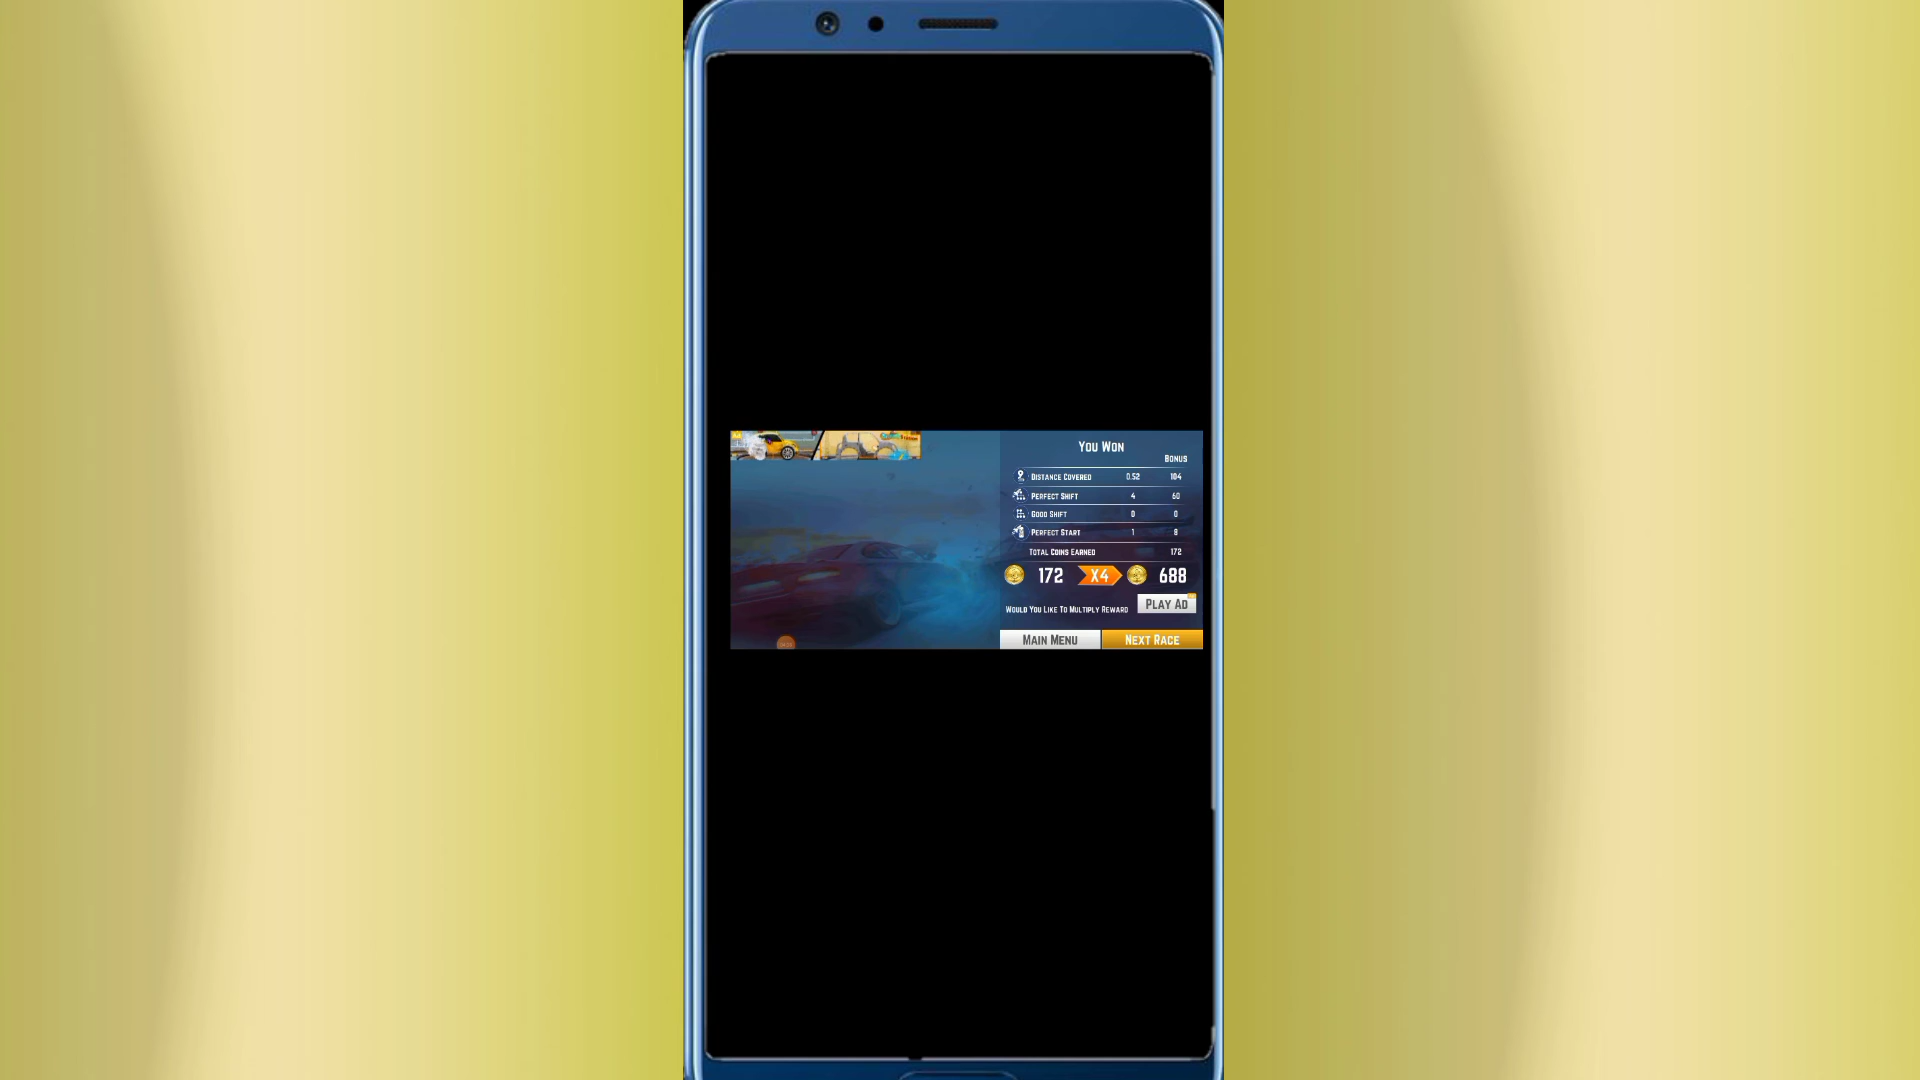 YOU WON
BONUS
DISTANCE COVERED 0.52 104
PERFECT SHIFT 4 60
GOOD SHIFT 0 0
PERFECT START 1 8
TOTAL COINS EARNED 172
172 X4 688
WOULD YOU LIKE TO MULTIPLY REWARD PLAY AD
MAIN MENU NEXT RACE